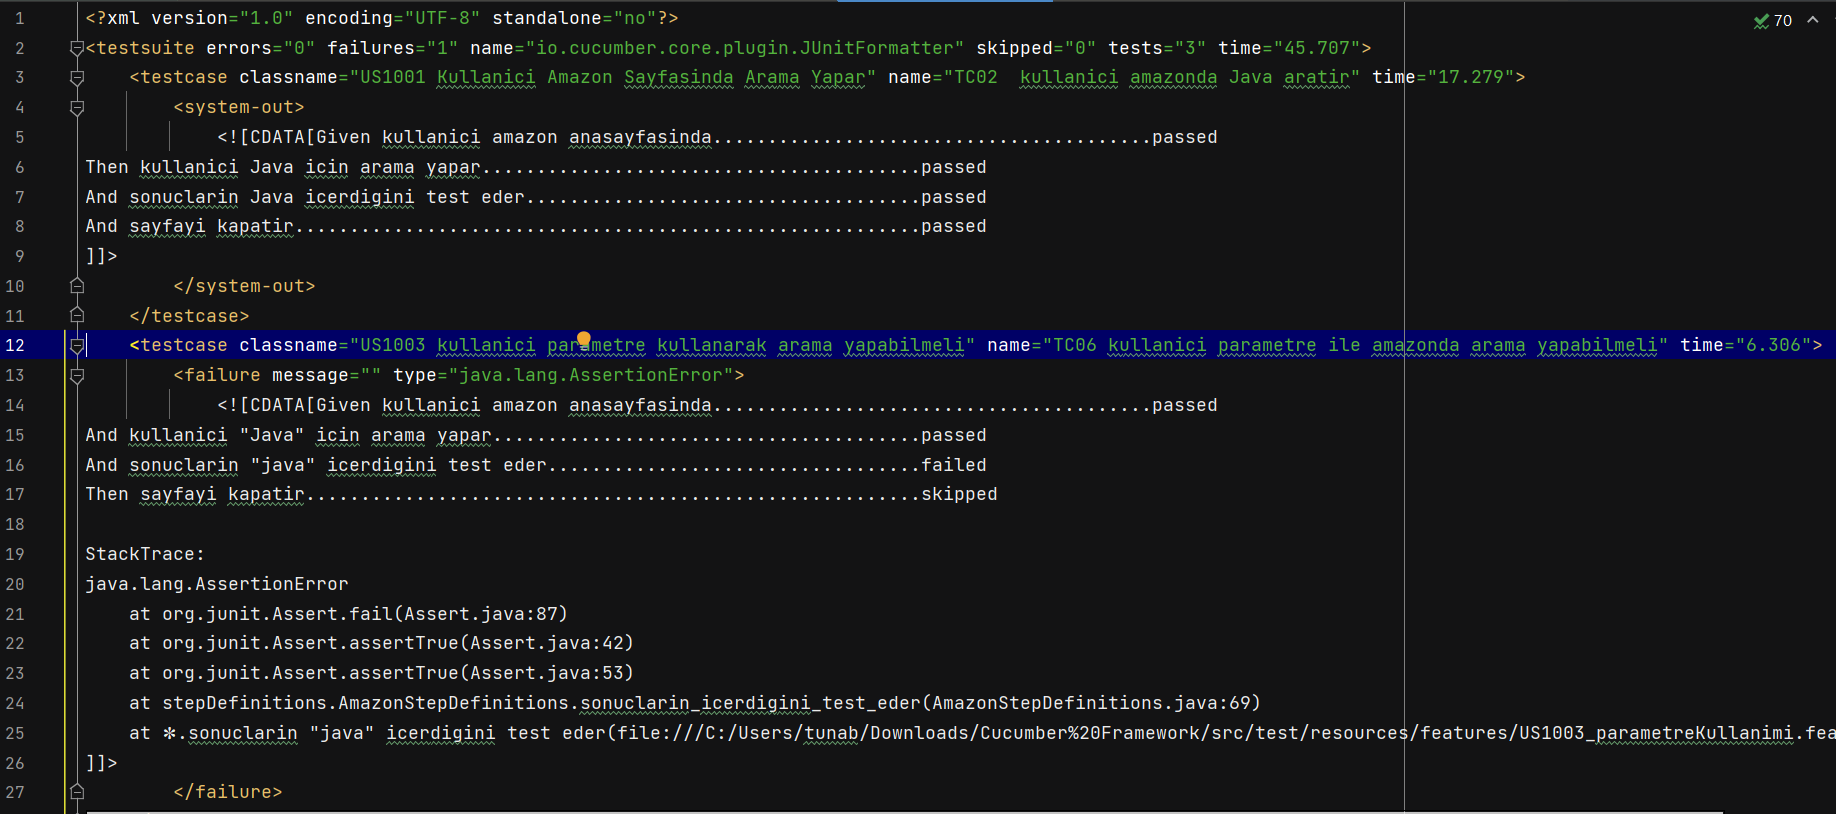 70
1 <?xml version="1.0" encoding="UTF-8" standalone="no"?>
2 <testsuite errors="0" failures="1" name="io.cucumber.core.plugin.JUnitFormatter" skipped="0" tests="3" time="45.707">
3 <testcase classname="US1001 Kullanici Amazon Sayfasinda Arama Yapar" name="TC02  kullanici amazonda Java aratir" time="17.279">
4 <system-out>
5 <![CDATA[Given kullanici amazon anasayfasinda........................................passed
6 Then kullanici Java icin arama yapar........................................passed
7 And sonuclarin Java icerdigini test eder....................................passed
8 And sayfayi kapatir.........................................................passed
9 ]]>
10 </system-out>
11 </testcase>
12 <testcase classname="US1003 kullanici parametre kullanarak arama yapabilmeli" name="TC06 kullanici parametre ile amazonda arama yapabilmeli" time="6.306">
13 <failure message="" type="java.lang.AssertionError">
14 <![CDATA[Given kullanici amazon anasayfasinda........................................passed
15 And kullanici "Java" icin arama yapar.......................................passed
16 And sonuclarin "java" icerdigini test eder..................................failed
17 Then sayfayi kapatir........................................................skipped
18
19 StackTrace:
20 java.lang.AssertionError
21 at org.junit.Assert.fail(Assert.java:87)
22 at org.junit.Assert.assertTrue(Assert.java:42)
23 at org.junit.Assert.assertTrue(Assert.java:53)
24 at stepDefinitions.AmazonStepDefinitions.sonuclarin_icerdigini_test_eder(AmazonStepDefinitions.java:69)
25 at ✽.sonuclarin "java" icerdigini test eder(file:///C:/Users/tunab/Downloads/Cucumber%20Framework/src/test/resources/features/US1003_parametreKullanimi.fea
26 ]]>
27 </failure>